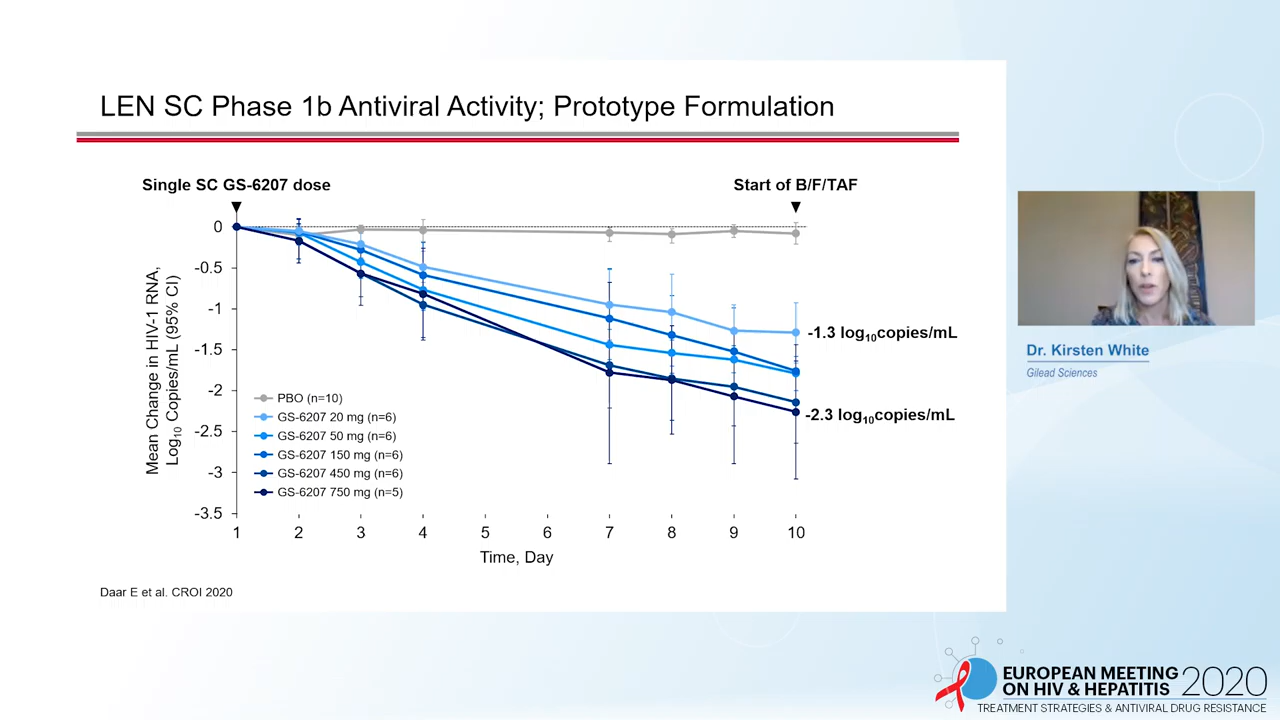 LEN SC Phase 1b Antiviral Activity; Prototype Formulation
Single SC GS-6207 dose
Start of B/F/TAF
Mean Change in HIV-1 RNA,
Log10 Copies/mL (95% CI)
0
-0.5
-1
-1.5
-2
-2.5
-3
-3.5
-1.3 log10copies/mL
-2.3 log10copies/mL
PBO (n=10)
GS-6207 20 mg (n=6)
GS-6207 50 mg (n=6)
GS-6207 150 mg (n=6)
GS-6207 450 mg (n=6)
GS-6207 750 mg (n=5)
1 2 3 4 5 6 7 8 9 10
Time, Day
Daar E et al. CROI 2020
Dr. Kirsten White
Gilead Sciences
EUROPEAN MEETING
ON HIV & HEPATITIS 2020
TREATMENT STRATEGIES & ANTIVIRAL DRUG RESISTANCE